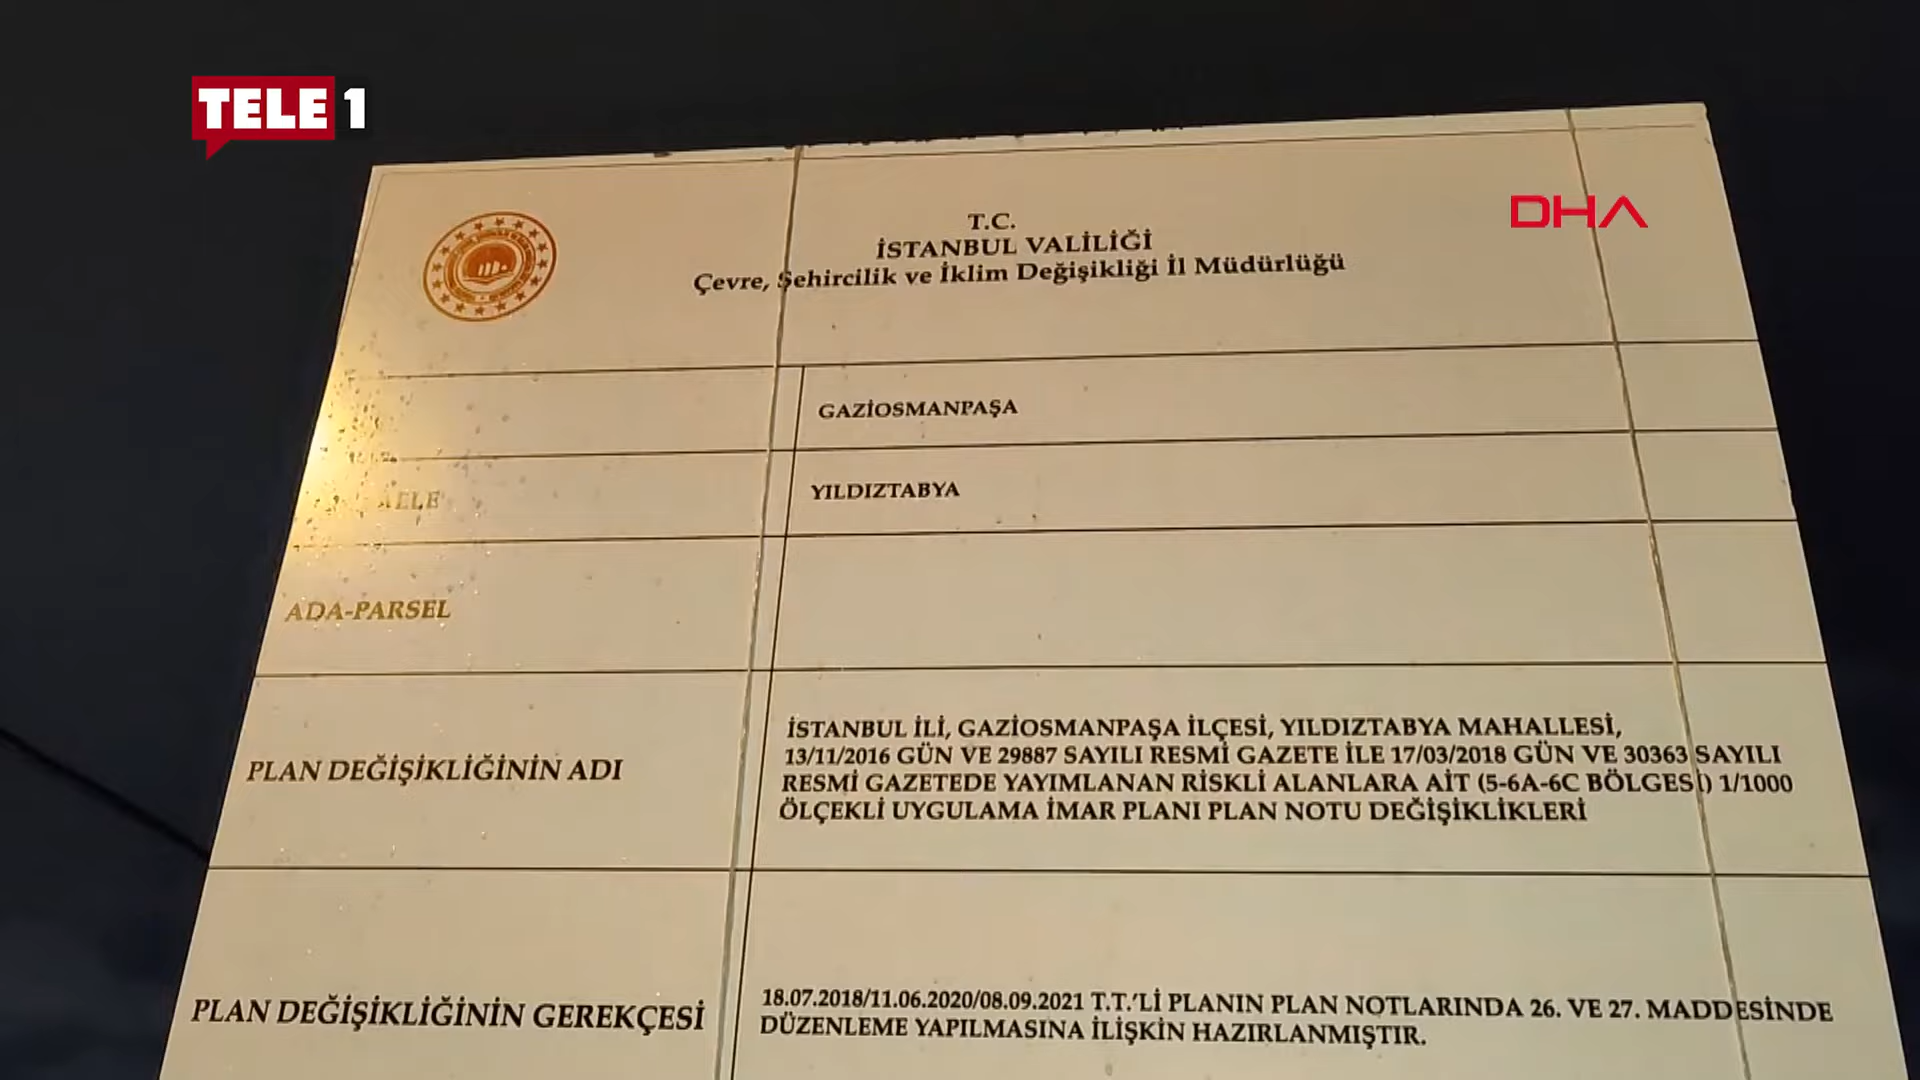 TELE 1
DHA
T.C.
İSTANBUL VALİLİĞİ
Çevre, Şehircilik ve İklim Değişikliği İl Müdürlüğü
GAZİOSMANPAŞA
YILDIZTABYA
ADA-PARSEL
PLAN DEĞİŞİKLİĞİNİN ADI
İSTANBUL İLİ, GAZİOSMANPAŞA İLÇESİ, YILDIZTABYA MAHALLESİ,
13/11/2016 GÜN VE 29887 SAYILI RESMİ GAZETE İLE 17/03/2018 GÜN VE 30363 SAYILI
RESMİ GAZETEDE YAYIMLANAN RİSKLİ ALANLARA AİT (5-6A-6C BÖLGESİ) 1/1000
ÖLÇEKLİ UYGULAMA İMAR PLANI PLAN NOTU DEĞİŞİKLİKLERİ
PLAN DEĞİŞİKLİĞİNİN GEREKÇESİ
18.07.2018/11.06.2020/08.09.2021 T.T.'Lİ PLANIN PLAN NOTLARINDA 26. VE 27. MADDESİNDE
DÜZENLEME YAPILMASINA İLİŞKİN HAZIRLANMIŞTIR.